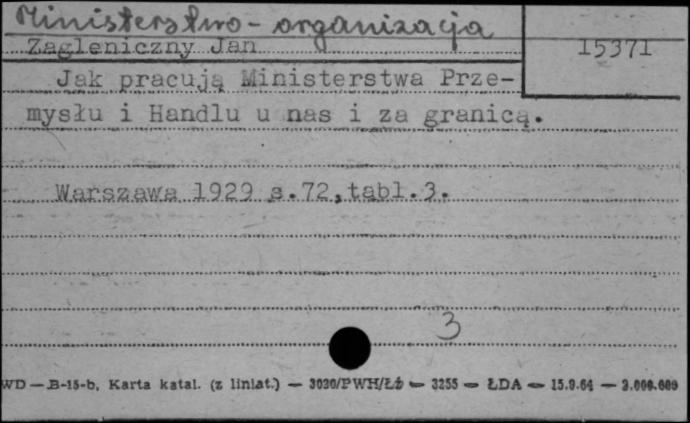 Ministerstwo - organizacja
Zagleniczny Jan
15371
Jak pracują Ministerstwa Prze-
mysłu i Handlu u nas i za granicą.
Warszawa 1929 s.72,tabl.3.
3
WD — B-15-b, Karta katal. (z liniat.) — 3030/PWH/Łż — 3255 — ŁDA — 15.9.64 — 2.000.000